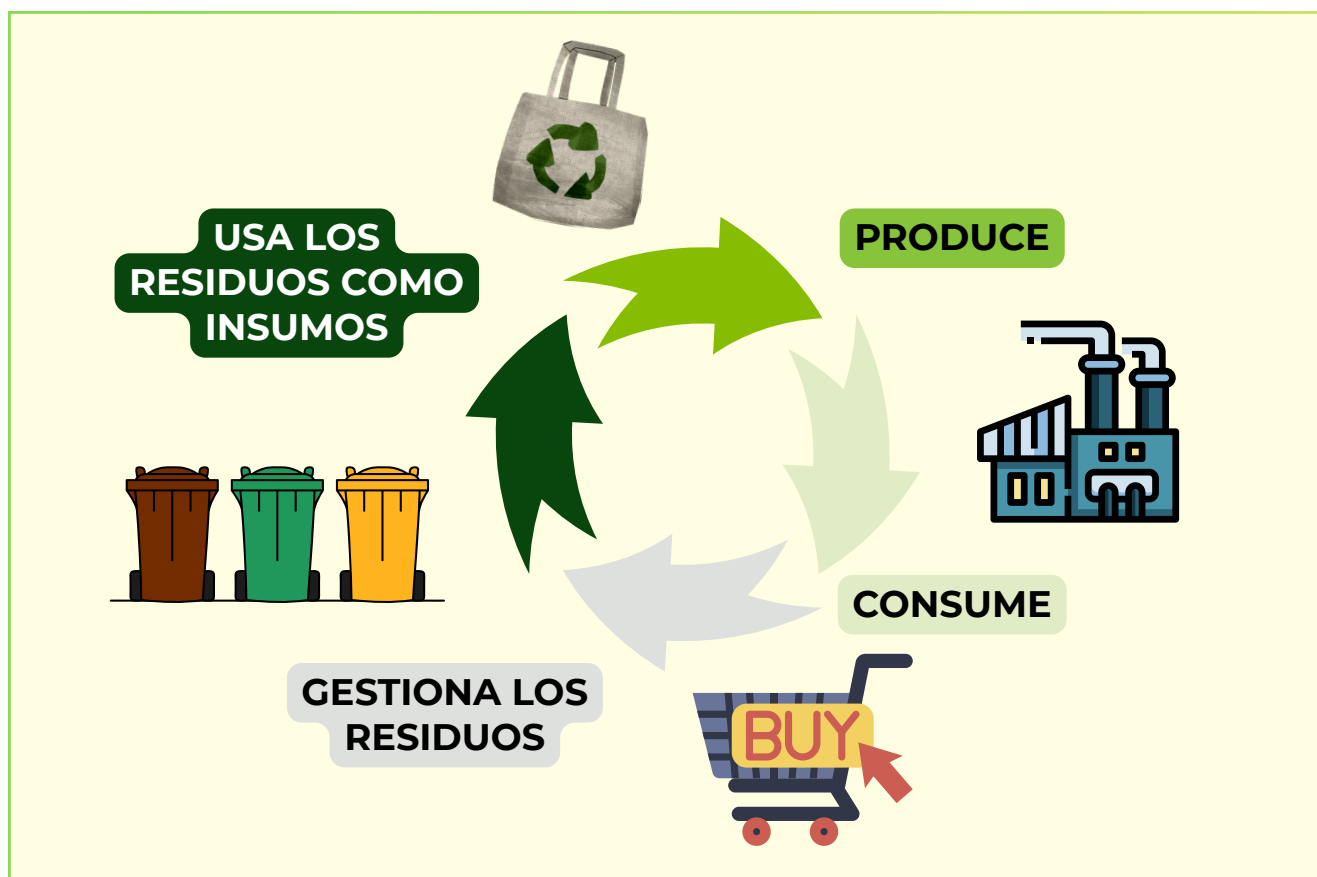 USA LOS
RESIDUOS COMO
INSUMOS
PRODUCE
CONSUME
GESTIONA LOS
RESIDUOS
BUY